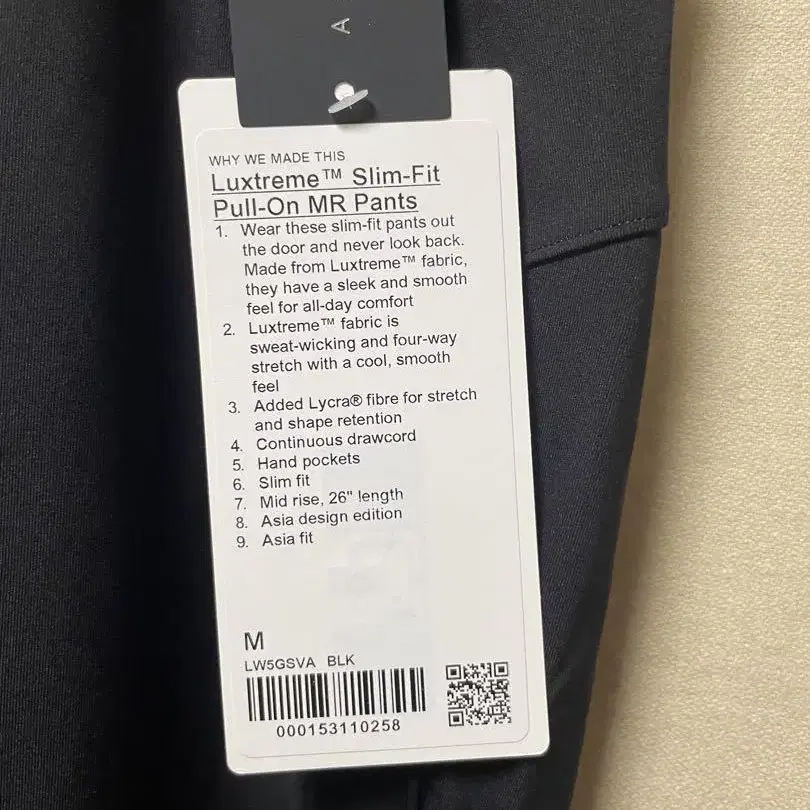 A
WHY WE MADE THIS
Luxtreme™ Slim-Fit
Pull-On MR Pants
1. Wear these slim-fit pants out
the door and never look back.
Made from Luxtreme™ fabric,
they have a sleek and smooth
feel for all-day comfort
2. Luxtreme™ fabric is
sweat-wicking and four-way
stretch with a cool, smooth
feel
3. Added Lycra® fibre for stretch
and shape retention
4. Continuous drawcord
5. Hand pockets
6. Slim fit
7. Mid rise, 26" length
8. Asia design edition
9. Asia fit
M
LW5GSVA BLK
000153110258